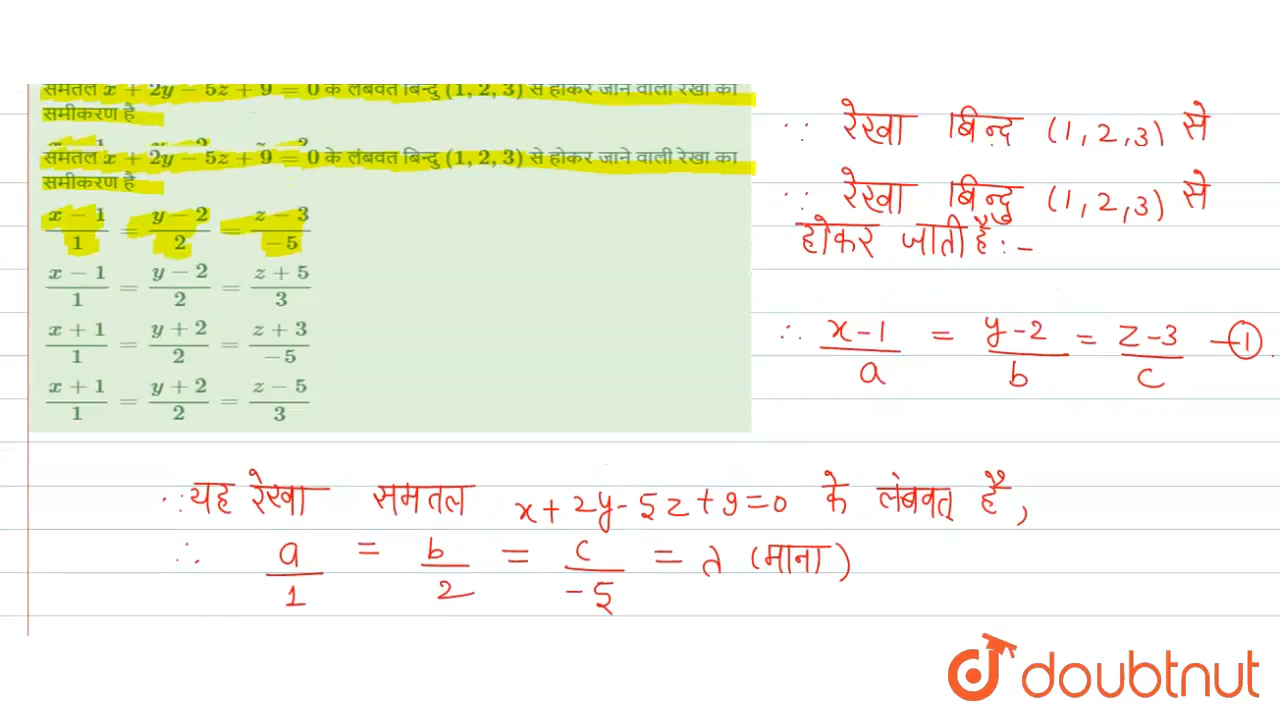 समतल x + 2y − 5z + 9 = 0 के लंबवत बिन्दु (1, 2, 3) से होकर जाने वाली रेखा का
समीकरण है
समतल x + 2y − 5z + 9 = 0 के लंबवत बिन्दु (1, 2, 3) से होकर जाने वाली रेखा का
समीकरण है
(x − 1)/1 = (y − 2)/2 = (z − 3)/−5
(x − 1)/1 = (y − 2)/2 = (z + 5)/3
(x + 1)/1 = (y + 2)/2 = (z + 3)/−5
(x + 1)/1 = (y + 2)/2 = (z − 5)/3
∵ रेखा बिन्दु (1, 2, 3) से
∵ रेखा बिन्दु (1, 2, 3) से
होकर जाती है :-
∴ (x-1)/a = (y-2)/b = (z-3)/c —①
∵ यह रेखा समतल x+2y-5z+9=0 के लंबवत् है,
∴ a/1 = b/2 = c/-5 = t (माना)
doubtnut